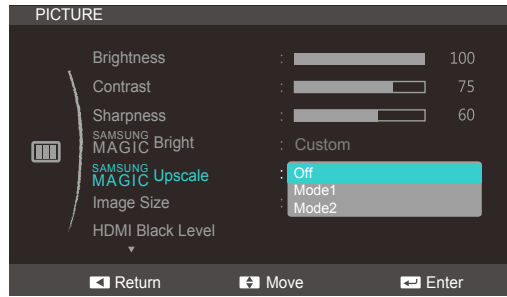 PICTURE
Brightness : 100
Contrast : 75
Sharpness : 60
SAMSUNG MAGIC Bright : Custom
SAMSUNG MAGIC Upscale : Off
Mode1
Image Size :
Mode2
HDMI Black Level
Return Move Enter